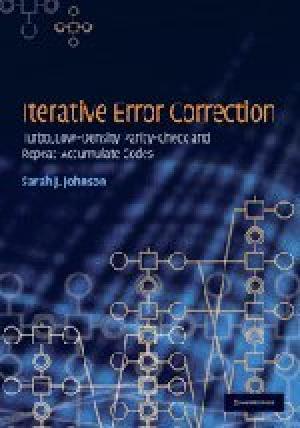 Iterative Error Correction
Turbo, Low-Density Parity-Check and
Repeat-Accumulate Codes
Sarah J. Johnson